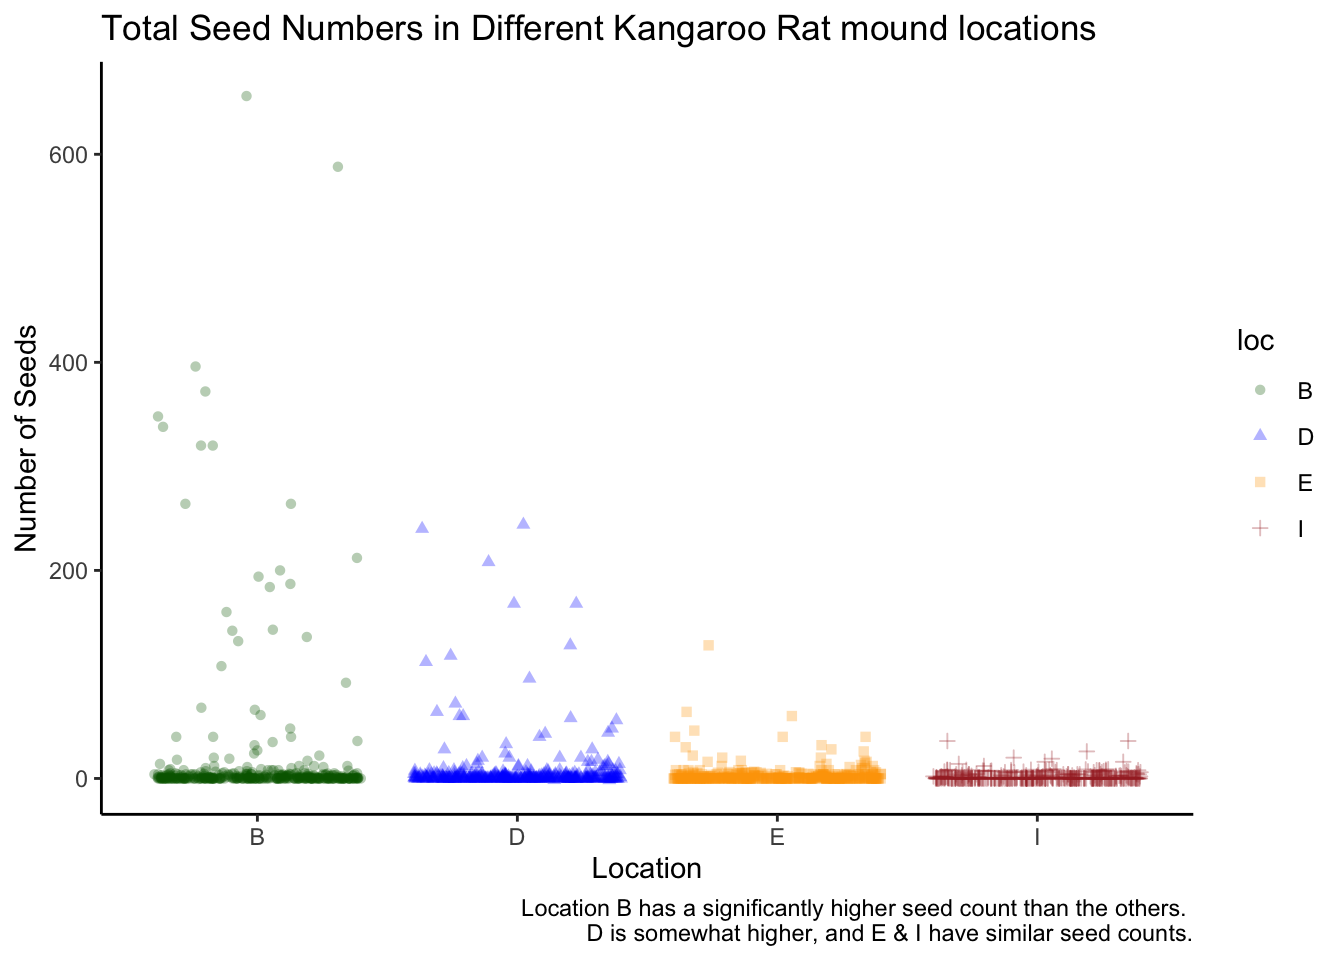 Total Seed Numbers in Different Kangaroo Rat mound locations
Number of Seeds
600
400
200
0
B
D
E
I
Location
loc
B
D
E
I
Location B has a significantly higher seed count than the others.
D is somewhat higher, and E & I have similar seed counts.